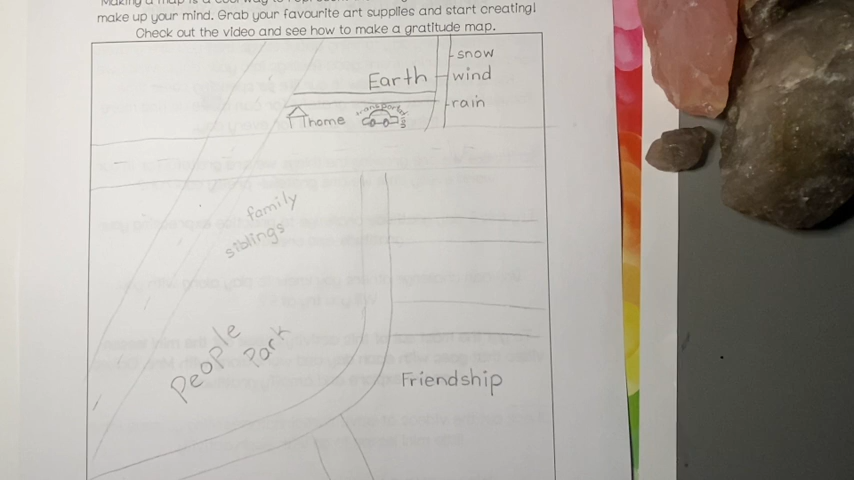 make up your mind. Grab your favourite art supplies and start creating!
Check out the video and see how to make a gratitude map.
snow
Earth
wind
rain
home
transportation
family
siblings
People
Park
Friendship